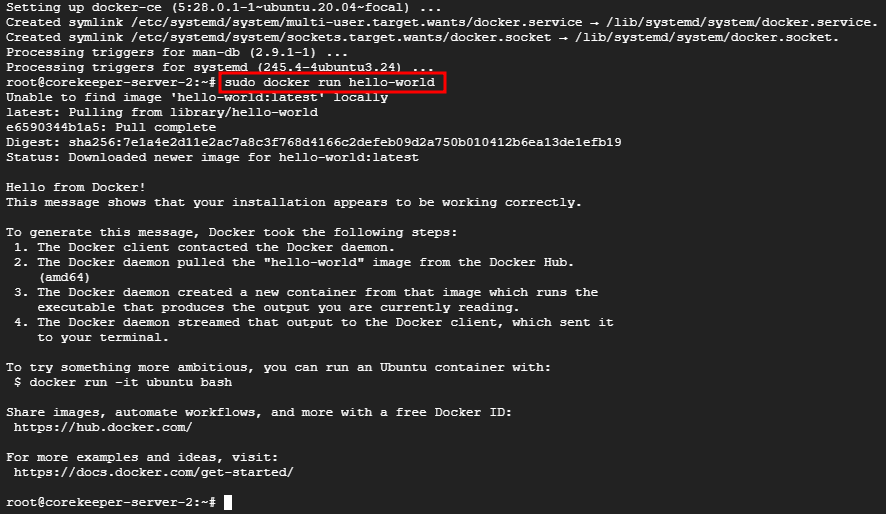 Setting up docker-ce (5:28.0.1-1~ubuntu.20.04~focal) ...
Created symlink /etc/systemd/system/multi-user.target.wants/docker.service → /lib/systemd/system/docker.service.
Created symlink /etc/systemd/system/sockets.target.wants/docker.socket → /lib/systemd/system/docker.socket.
Processing triggers for man-db (2.9.1-1) ...
Processing triggers for systemd (245.4-4ubuntu3.24) ...
root@corekeeper-server-2:~# sudo docker run hello-world
Unable to find image 'hello-world:latest' locally
latest: Pulling from library/hello-world
e6590344b1a5: Pull complete
Digest: sha256:7e1a4e2d11e2ac7a8c3f768d4166c2defeb09d2a750b010412b6ea13de1efb19
Status: Downloaded newer image for hello-world:latest

Hello from Docker!
This message shows that your installation appears to be working correctly.

To generate this message, Docker took the following steps:
 1. The Docker client contacted the Docker daemon.
 2. The Docker daemon pulled the "hello-world" image from the Docker Hub.
    (amd64)
 3. The Docker daemon created a new container from that image which runs the
    executable that produces the output you are currently reading.
 4. The Docker daemon streamed that output to the Docker client, which sent it
    to your terminal.

To try something more ambitious, you can run an Ubuntu container with:
 $ docker run -it ubuntu bash

Share images, automate workflows, and more with a free Docker ID:
 https://hub.docker.com/

For more examples and ideas, visit:
 https://docs.docker.com/get-started/

root@corekeeper-server-2:~#